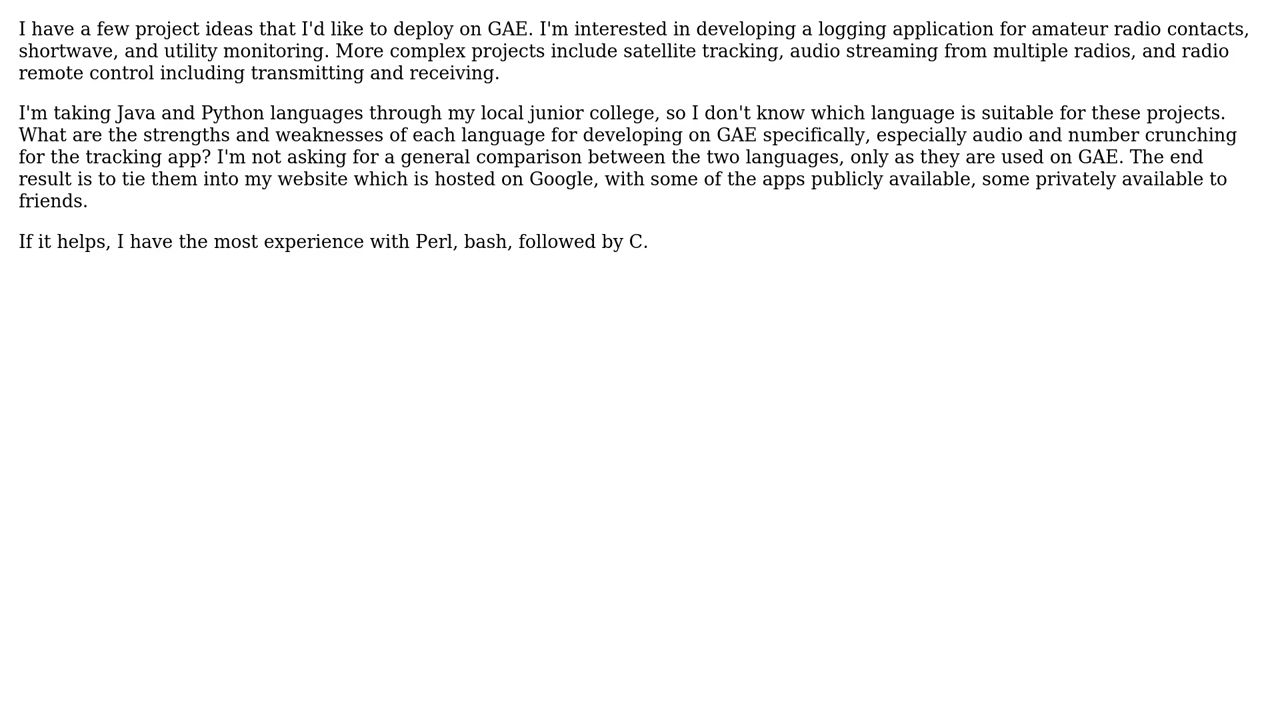 I have a few project ideas that I'd like to deploy on GAE. I'm interested in developing a logging application for amateur radio contacts,
shortwave, and utility monitoring. More complex projects include satellite tracking, audio streaming from multiple radios, and radio
remote control including transmitting and receiving.
I'm taking Java and Python languages through my local junior college, so I don't know which language is suitable for these projects.
What are the strengths and weaknesses of each language for developing on GAE specifically, especially audio and number crunching
for the tracking app? I'm not asking for a general comparison between the two languages, only as they are used on GAE. The end
result is to tie them into my website which is hosted on Google, with some of the apps publicly available, some privately available to
friends.
If it helps, I have the most experience with Perl, bash, followed by C.